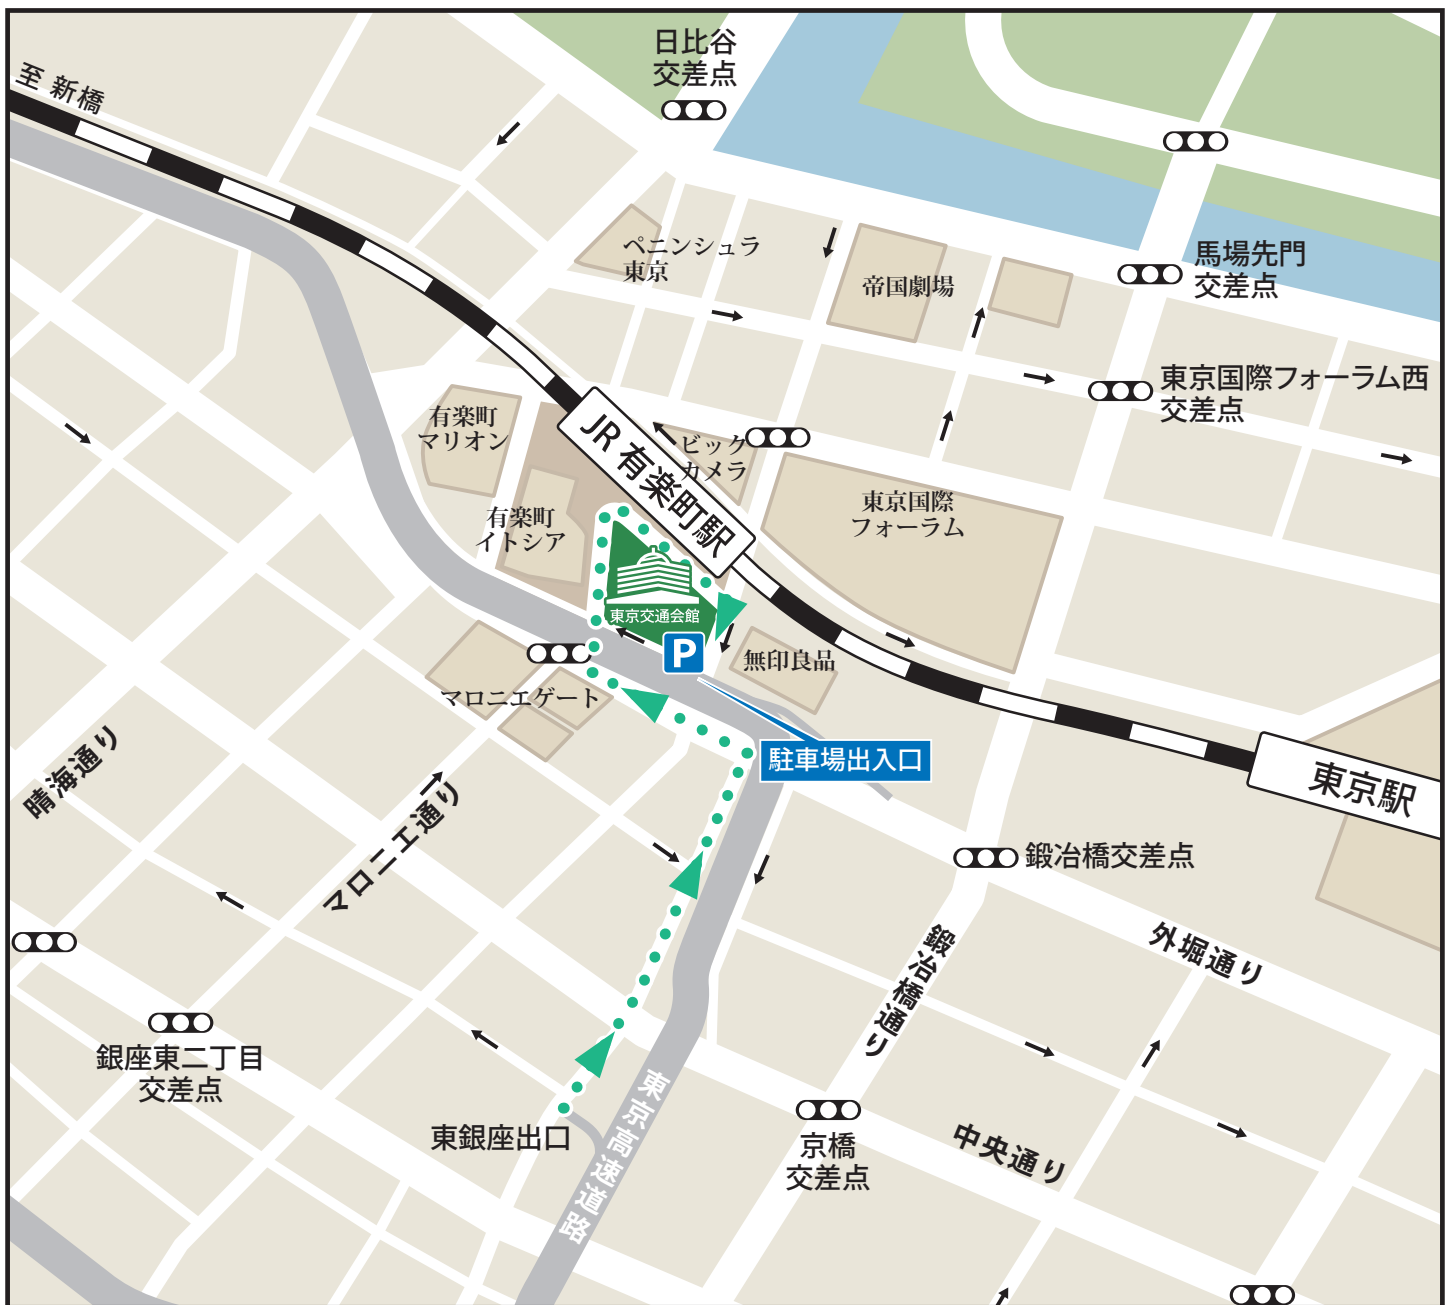 日比谷
交差点
至 新橋
ペニンシュラ
東京
帝国劇場
馬場先門
交差点
東京国際フォーラム西
交差点
有楽町
マリオン
JR 有楽町駅
ビック
カメラ
東京国際
フォーラム
有楽町
イトシア
東京交通会館
P
無印良品
マロニエゲート
駐車場出入口
東京駅
晴海通り
マロニエ通り
鍛冶橋交差点
外堀通り
鍛冶橋通り
銀座東二丁目
交差点
東銀座出口
東京高速道路
京橋
交差点
中央通り